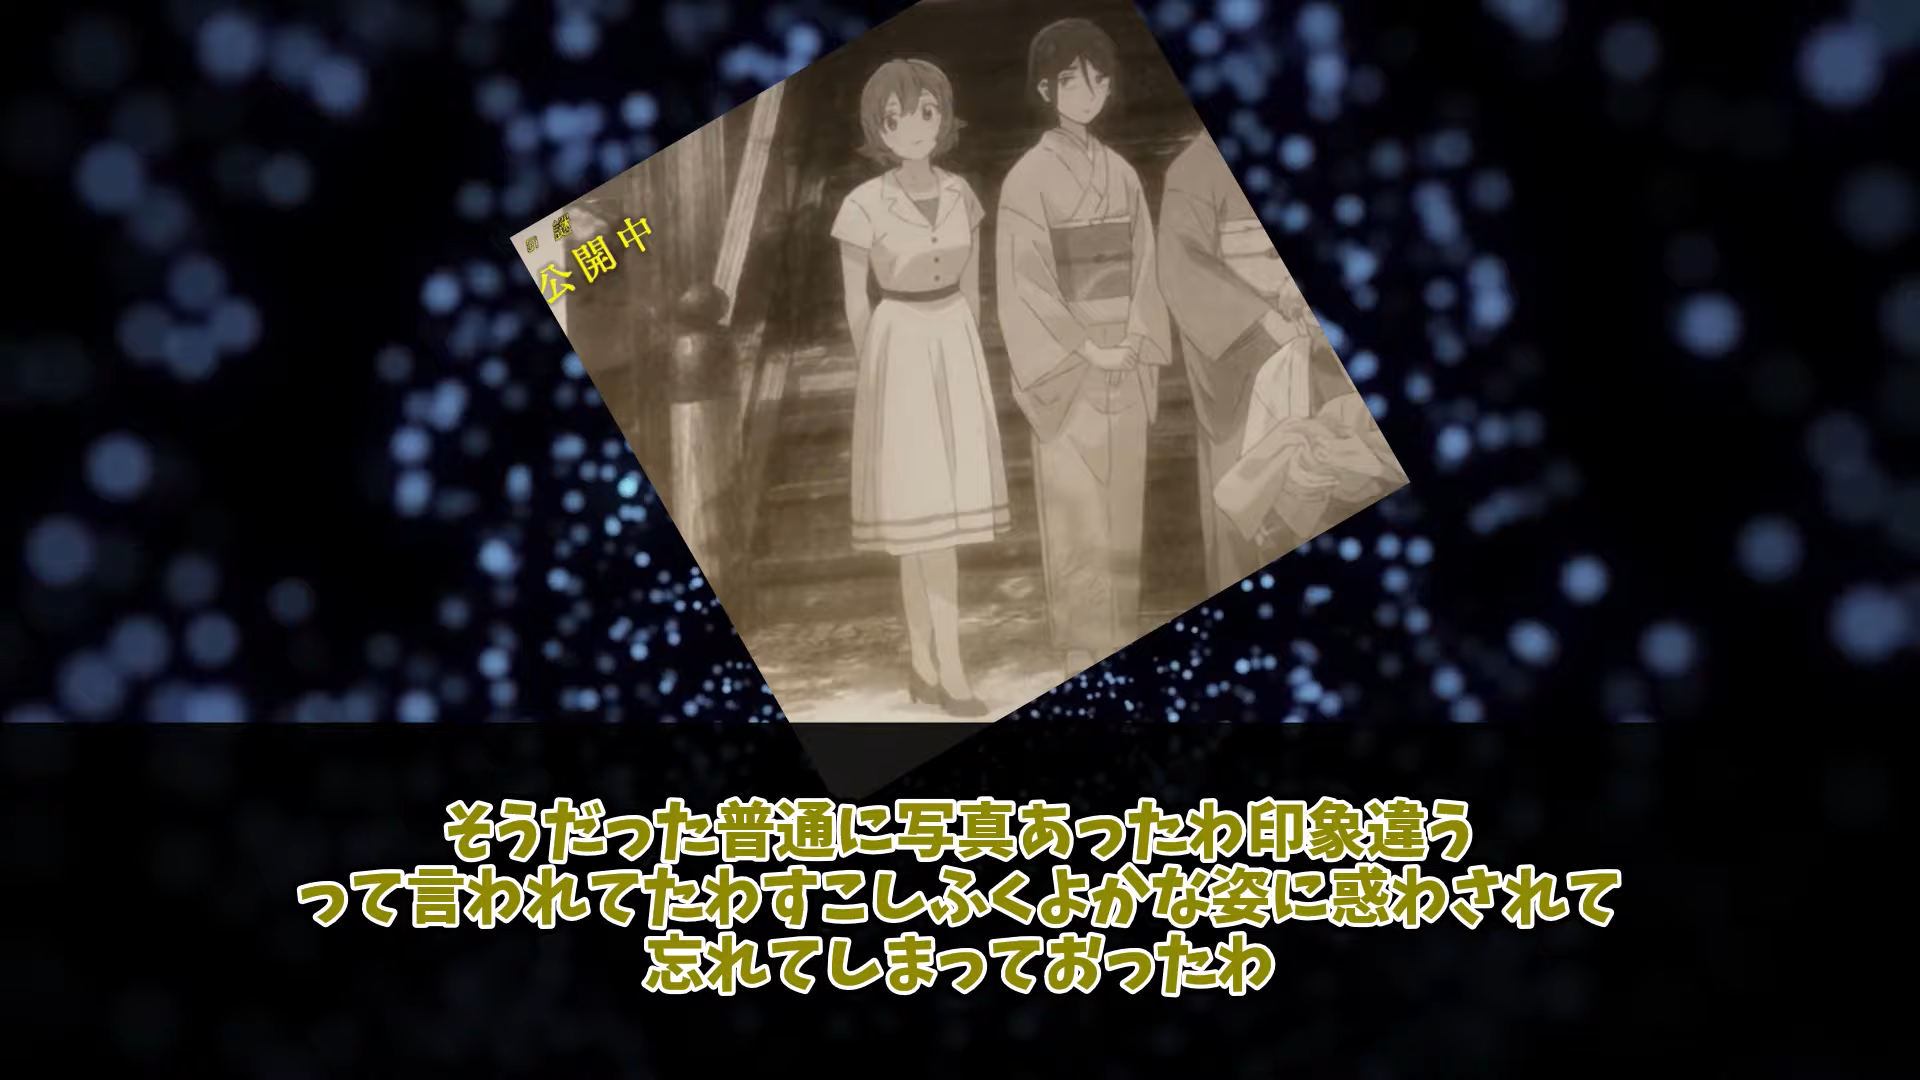 の謎
公開中
そうだった普通に写真あったわ印象違う
って言われてたわすこしふくよかな姿に惑わされて
忘れてしまっておったわ